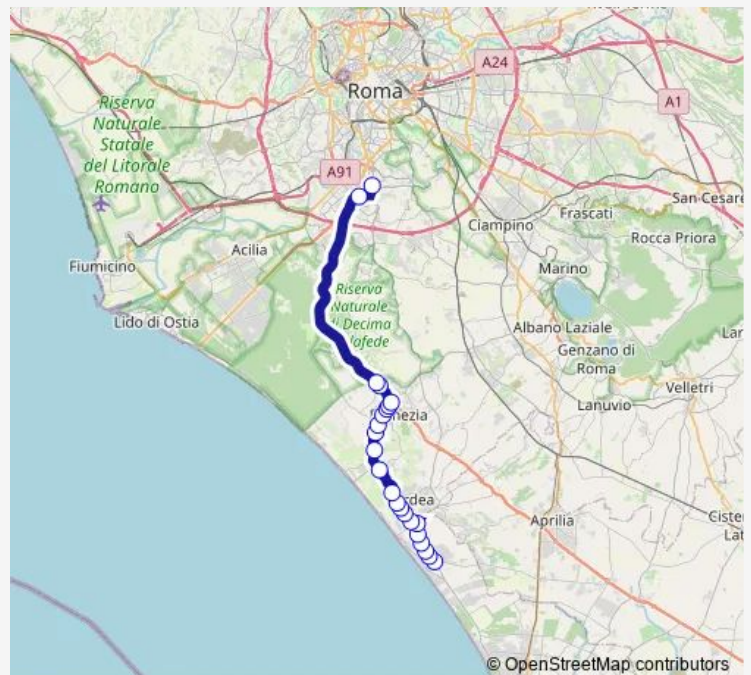 A24
Roma
A1
Riserva
Naturale
Statale
del Litorale
Romano
A91
San Cesare
Ciampino
Frascati
Rocca Priora
Acilia
Fiumicino
Marino
Riserva
Naturale
Decima
Lido di Ostia
Albano Laziale
Genzano di
Roma
Velletri
Lanuvio
Aprilia
© OpenStreetMap contributors